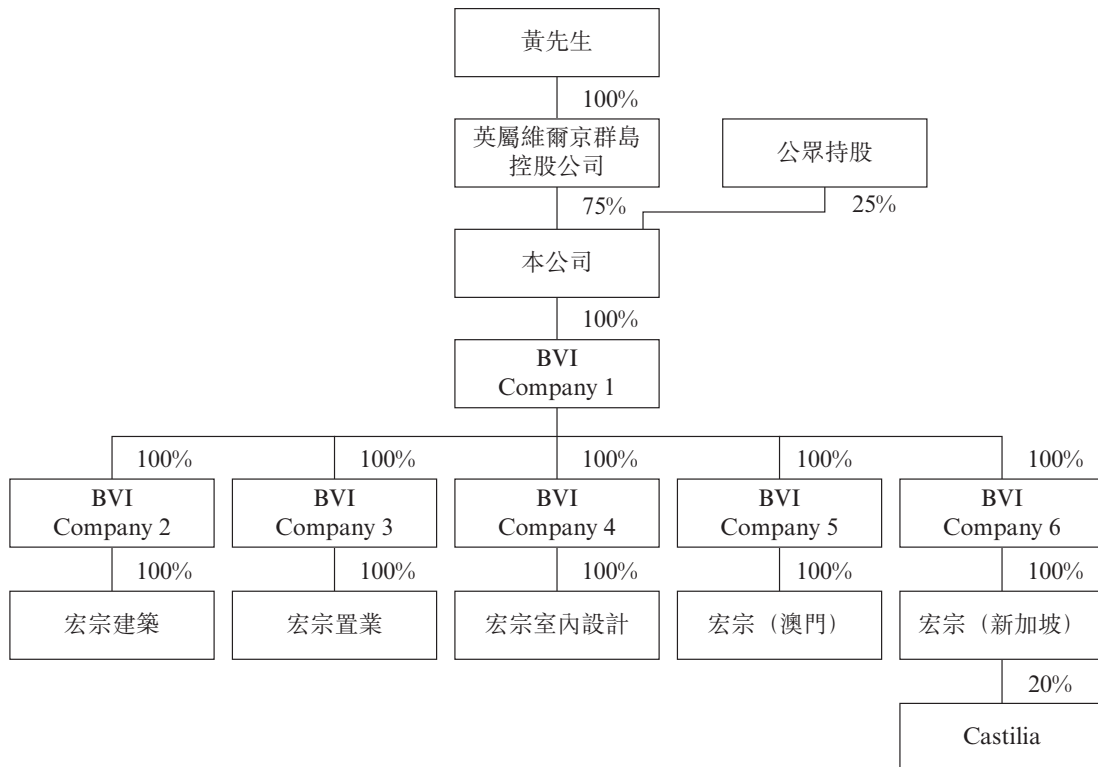 黃先生
100%
英屬維爾京群島
控股公司
公眾持股
75%
25%
本公司
100%
BVI
Company 1
100%
100%
100%
100%
100%
BVI
Company 2
BVI
Company 3
BVI
Company 4
BVI
Company 5
BVI
Company 6
100%
100%
100%
100%
100%
宏宗建築
宏宗置業
宏宗室內設計
宏宗（澳門）
宏宗（新加坡）
20%
Castilia